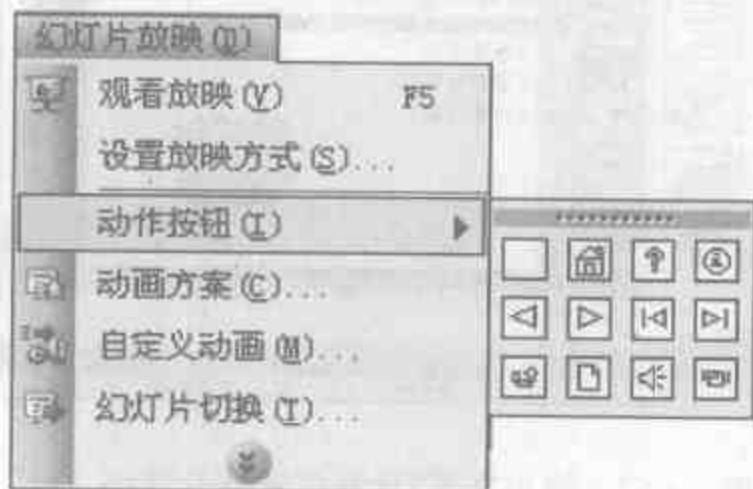 幻灯片放映(D)
观看放映(V) F5
设置放映方式(S)...
动作按钮(I)
动画方案(C)...
自定义动画(M)...
幻灯片切换(T)...